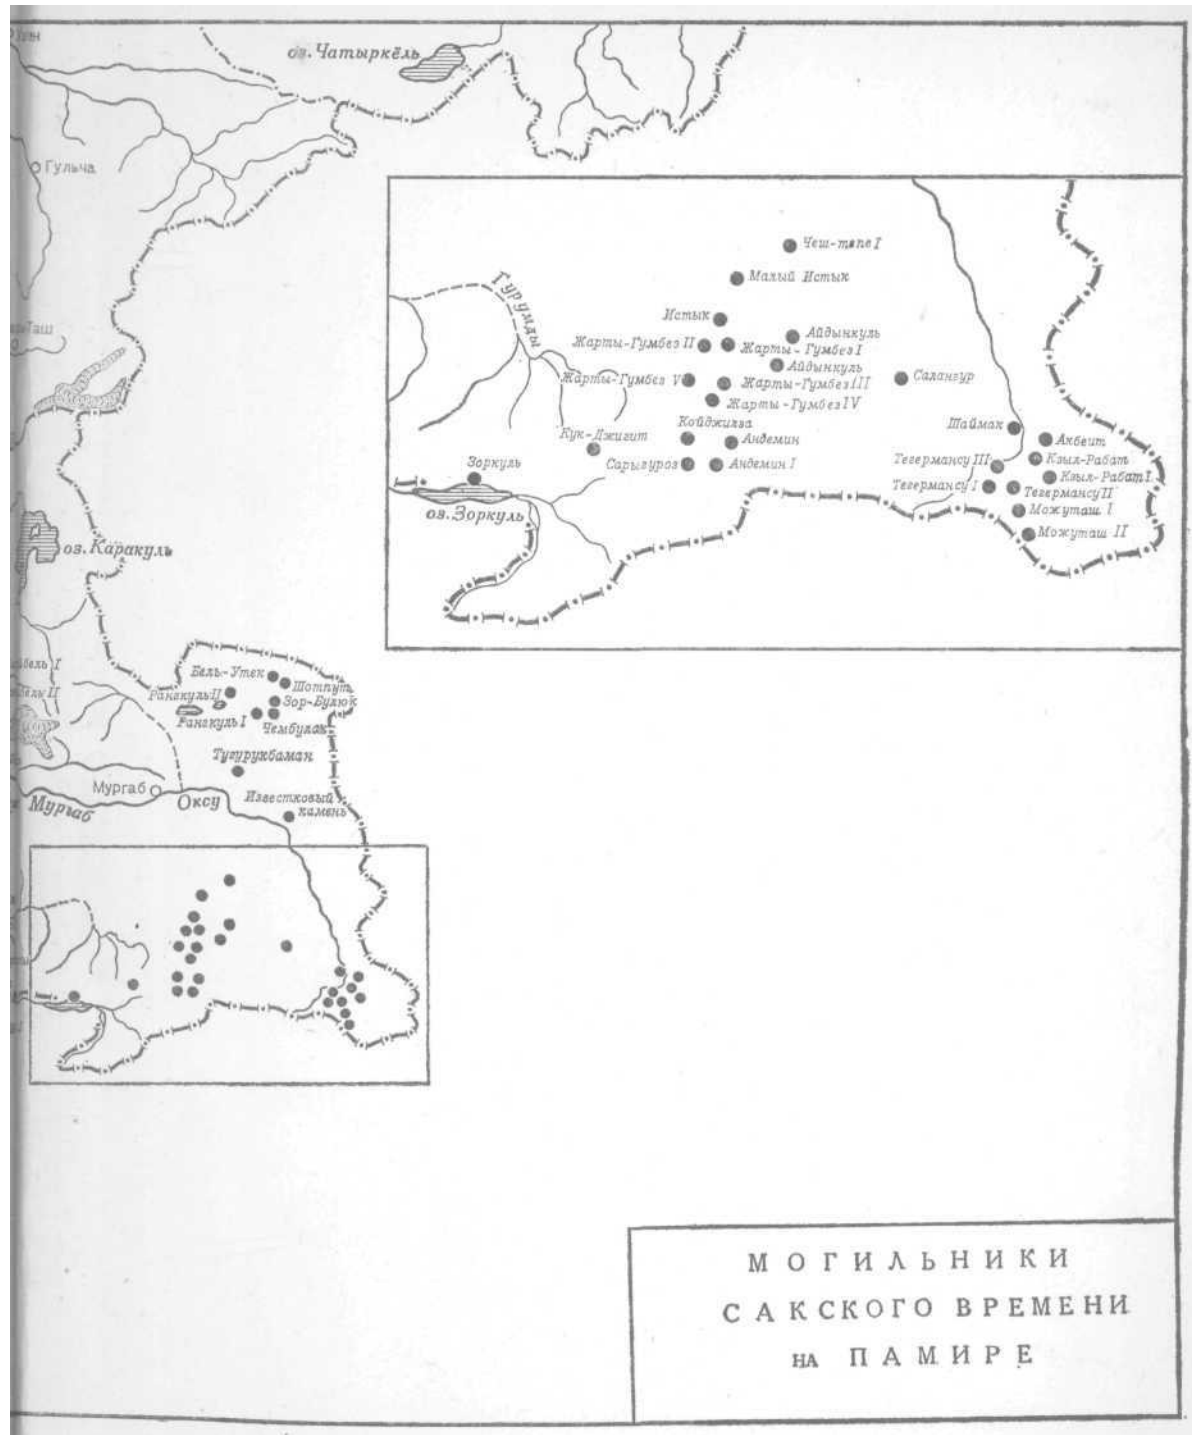 оз. Чатыркёль
Гульча
Таш
оз. Каракуль
Гурумды
Чеш-тепе I
Малый Истык
Истык
Айдынкуль
Жарты-Гумбез II
Жарты-Гумбез I
Айдынкуль
Жарты-Гумбез V
Жарты-Гумбез III
Салангур
Жарты-Гумбез IV
Койджилга
Шаймак
Кук-Джигит
Андемин
Акбеит
Зоркуль
Сарыгуроз
Андемин I
Тегермансу III
Кзыл-Рабат
Кзыл-Рабат I
Тегермансу I
Тегермансу II
оз. Зоркуль
Можуташ I
Можуташ II
Бель-Утек
Шотпут
Рангкуль II
Зор-Булюк
Рангкуль I
Чембулак
Тугурукбаман
Мургаб
Оксу
Известковый
камень
Мургаб
МОГИЛЬНИКИ
САКСКОГО ВРЕМЕНИ
НА ПАМИРЕ